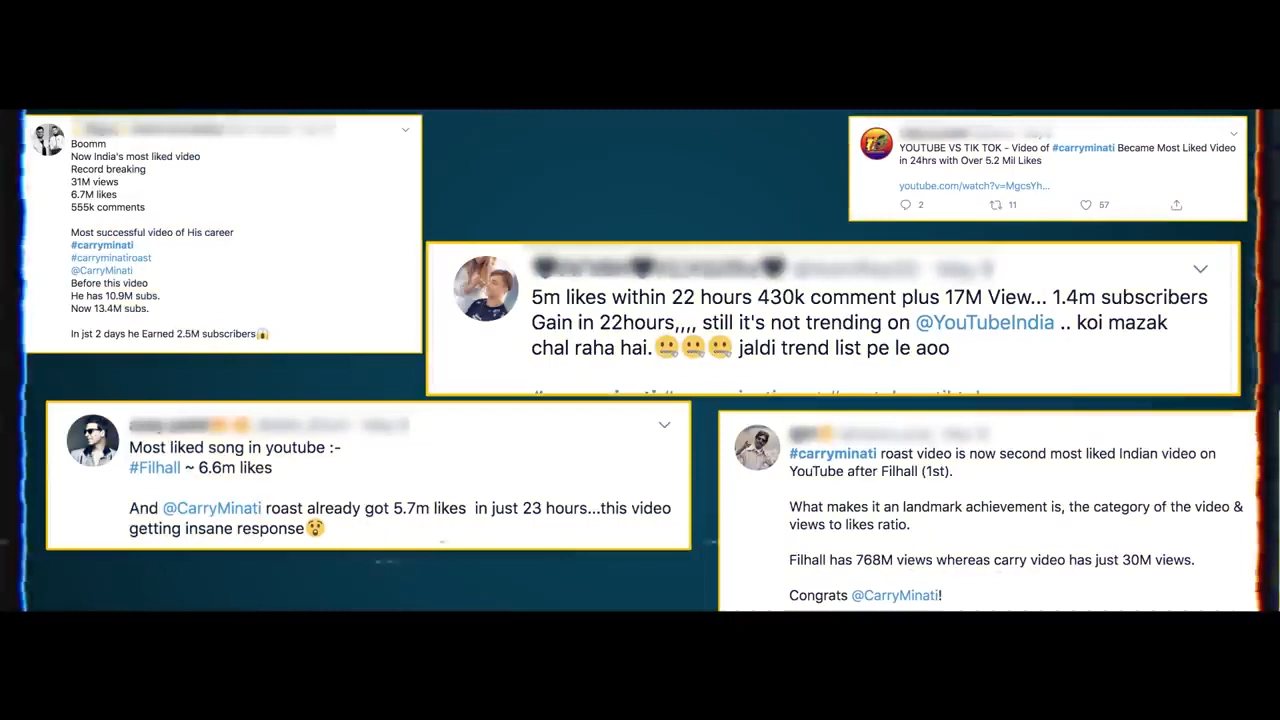 Boomm
Now India's most liked video
Record breaking
31M views
6.7M likes
555k comments
Most successful video of His career
#carryminati
#carryminatiroast
@CarryMinati
Before this video
He has 10.9M subs.
Now 13.4M subs.
In jst 2 days he Earned 2.5M subscribers😱
YOUTUBE VS TIK TOK - Video of #carryminati Became Most Liked Video
in 24hrs with Over 5.2 Mil Likes
youtube.com/watch?v=MgcsYh...
2 11 57
5m likes within 22 hours 430k comment plus 17M View... 1.4m subscribers
Gain in 22hours,,,, still it's not trending on @YouTubeIndia .. koi mazak
chal raha hai.🤐🤐🤐 jaldi trend list pe le aoo
Most liked song in youtube :-
#Filhall ~ 6.6m likes
And @CarryMinati roast already got 5.7m likes in just 23 hours...this video
getting insane response😲
#carryminati roast video is now second most liked Indian video on
YouTube after Filhall (1st).
What makes it an landmark achievement is, the category of the video &
views to likes ratio.
Filhall has 768M views whereas carry video has just 30M views.
Congrats @CarryMinati!